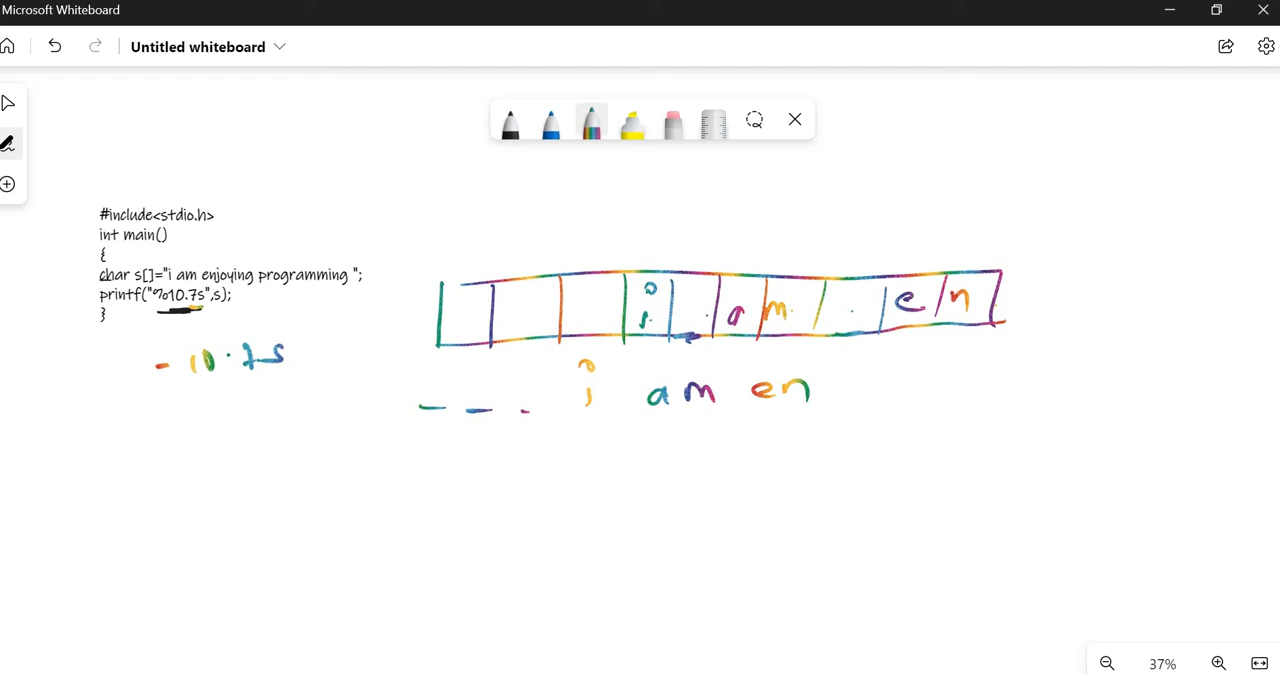 Microsoft Whiteboard
Untitled whiteboard
#include<stdio.h>
int main()
{
char s[]="i am enjoying programming ";
printf("%10.7s",s);
}
- 10.7s
i . a m . e n
_ _ _ i am en
37%